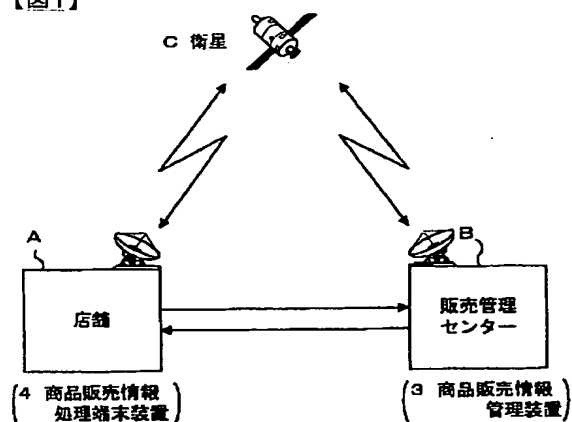 【図1】
C 衛星
A
B
店舗
販売管理
センター
(4 商品販売情報
処理端末装置)
(3 商品販売情報
管理装置)